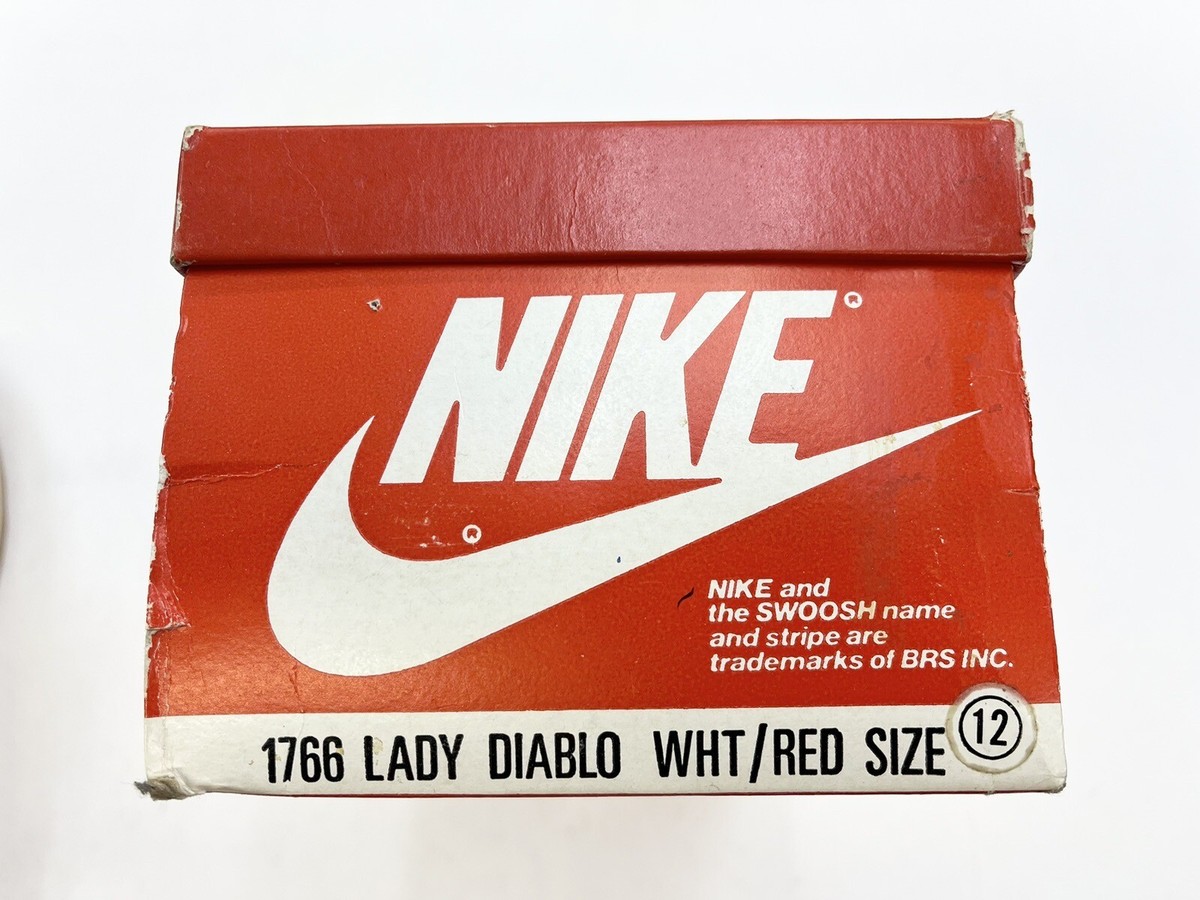 NIKE®
®
NIKE and
the SWOOSH name
and stripe are
trademarks of BRS INC.
1766 LADY DIABLO WHT/RED SIZE 12